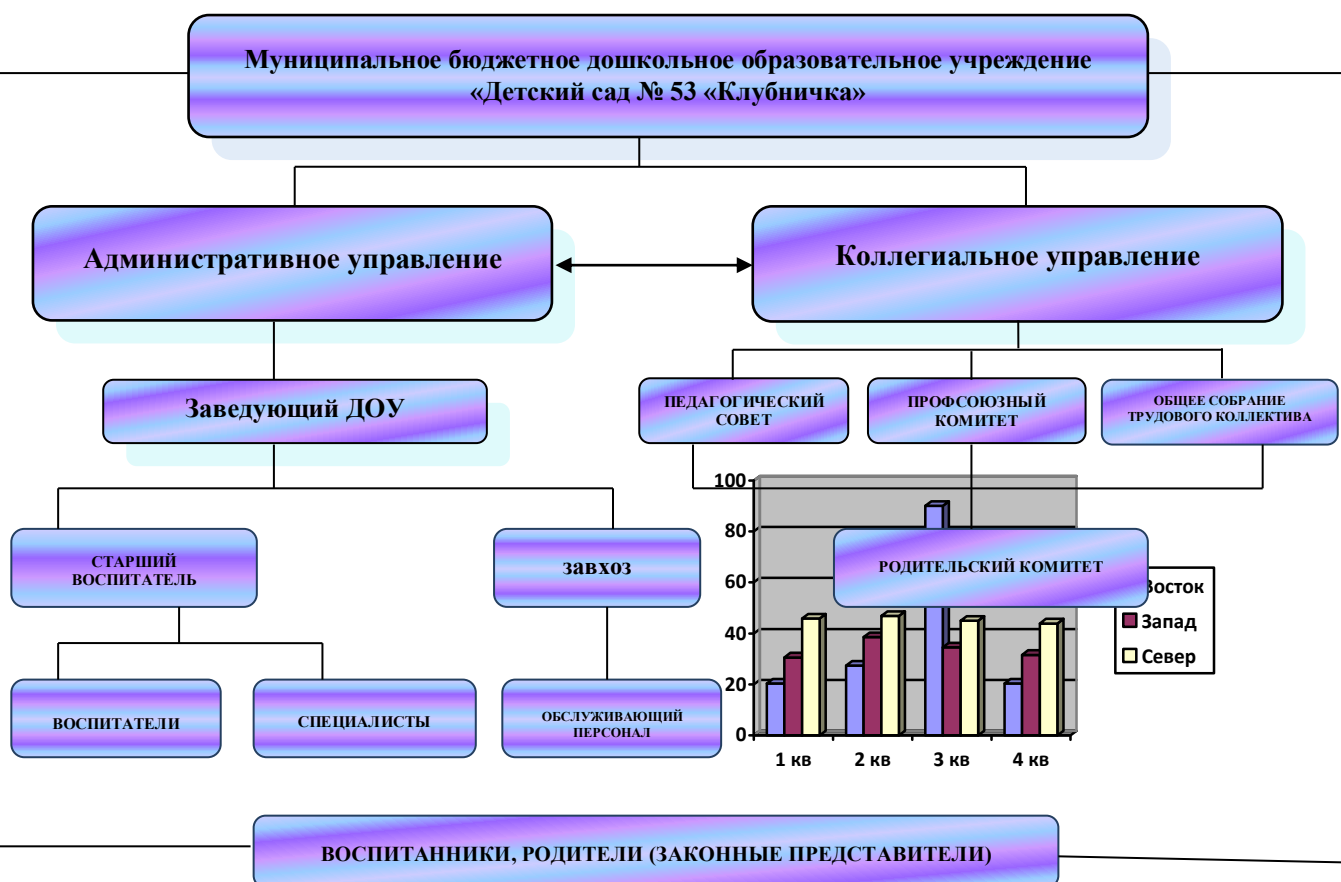 Муниципальное бюджетное дошкольное образовательное учреждение
«Детский сад № 53 «Клубничка»
Административное управление
Коллегиальное управление
Заведующий ДОУ
ПЕДАГОГИЧЕСКИЙ
СОВЕТ
ПРОФСОЮЗНЫЙ
КОМИТЕТ
ОБЩЕЕ СОБРАНИЕ
ТРУДОВОГО КОЛЛЕКТИВА
СТАРШИЙ
ВОСПИТАТЕЛЬ
завхоз
РОДИТЕЛЬСКИЙ КОМИТЕТ
ВОСПИТАТЕЛИ
СПЕЦИАЛИСТЫ
ОБСЛУЖИВАЮЩИЙ
ПЕРСОНАЛ
100
80
60
40
20
0
1 кв 2 кв 3 кв 4 кв
Восток
Запад
Север
ВОСПИТАННИКИ, РОДИТЕЛИ (ЗАКОННЫЕ ПРЕДСТАВИТЕЛИ)